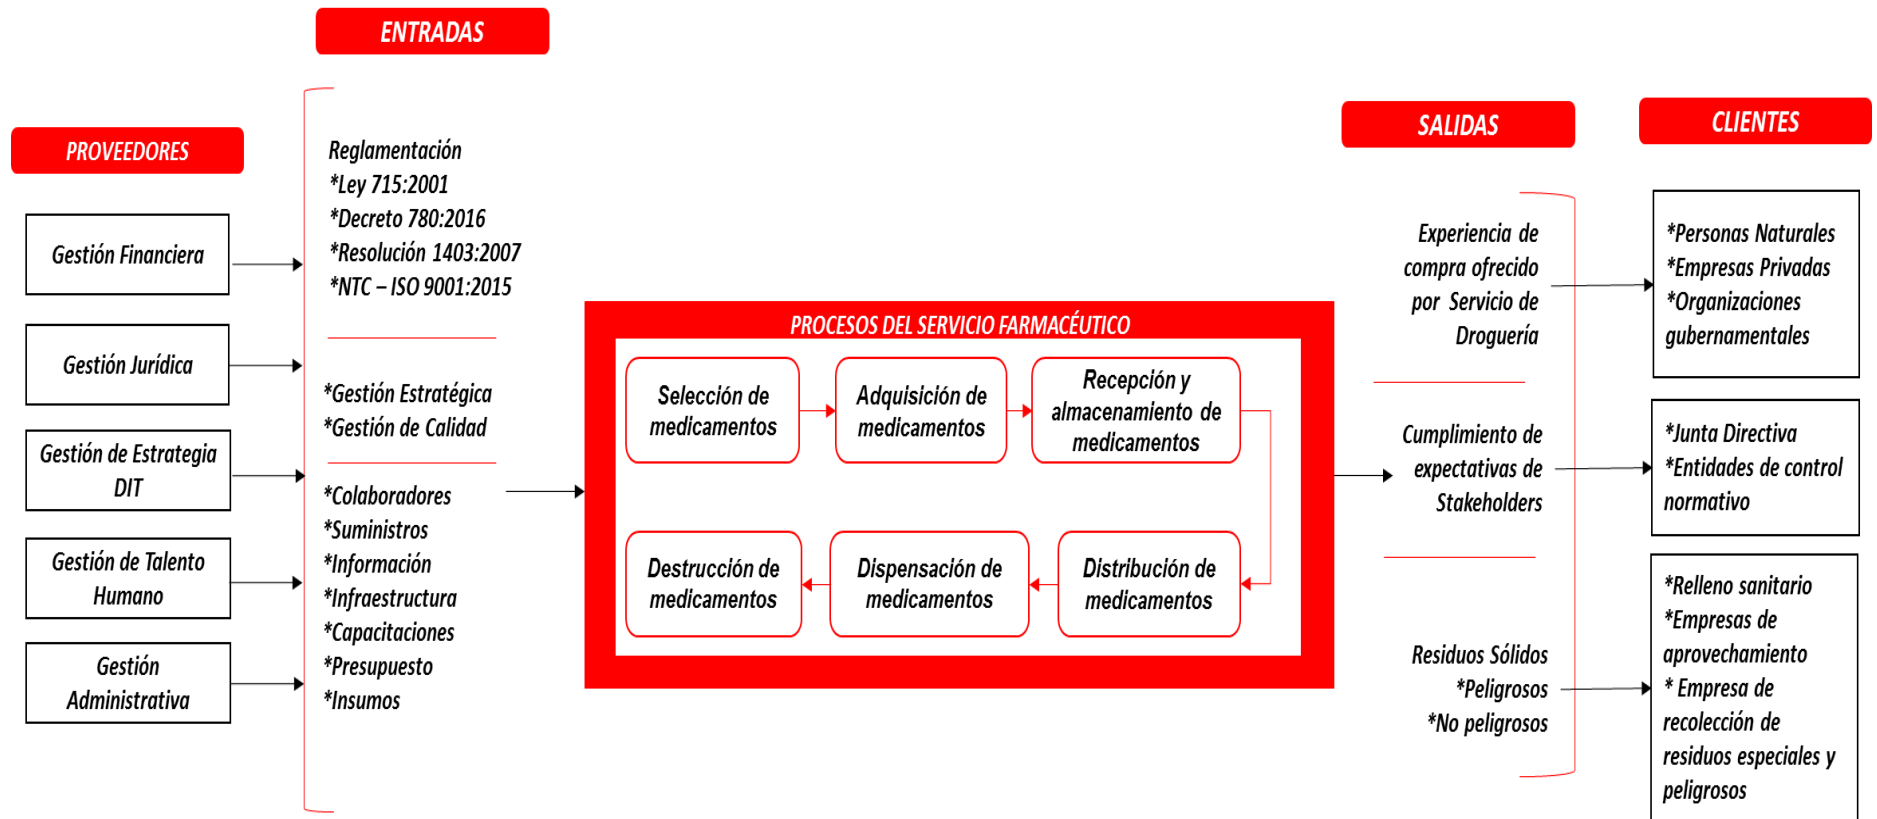 PROVEEDORES
Gestión Financiera
Gestión Jurídica
Gestión de Estrategia
DIT
Gestión de Talento
Humano
Gestión
Administrativa
ENTRADAS
Reglamentación
*Ley 715:2001
*Decreto 780:2016
*Resolución 1403:2007
*NTC – ISO 9001:2015
*Gestión Estratégica
*Gestión de Calidad
*Colaboradores
*Suministros
*Información
*Infraestructura
*Capacitaciones
*Presupuesto
*Insumos
PROCESOS DEL SERVICIO FARMACÉUTICO
Selección de
medicamentos
Adquisición de
medicamentos
Recepción y
almacenamiento de
medicamentos
Distribución de
medicamentos
Dispensación de
medicamentos
Destrucción de
medicamentos
SALIDAS
Experiencia de
compra ofrecido
por Servicio de
Droguería
Cumplimiento de
expectativas de
Stakeholders
Residuos Sólidos
*Peligrosos
*No peligrosos
CLIENTES
*Personas Naturales
*Empresas Privadas
*Organizaciones
gubernamentales
*Junta Directiva
*Entidades de control
normativo
*Relleno sanitario
*Empresas de
aprovechamiento
* Empresa de
recolección de
residuos especiales y
peligrosos